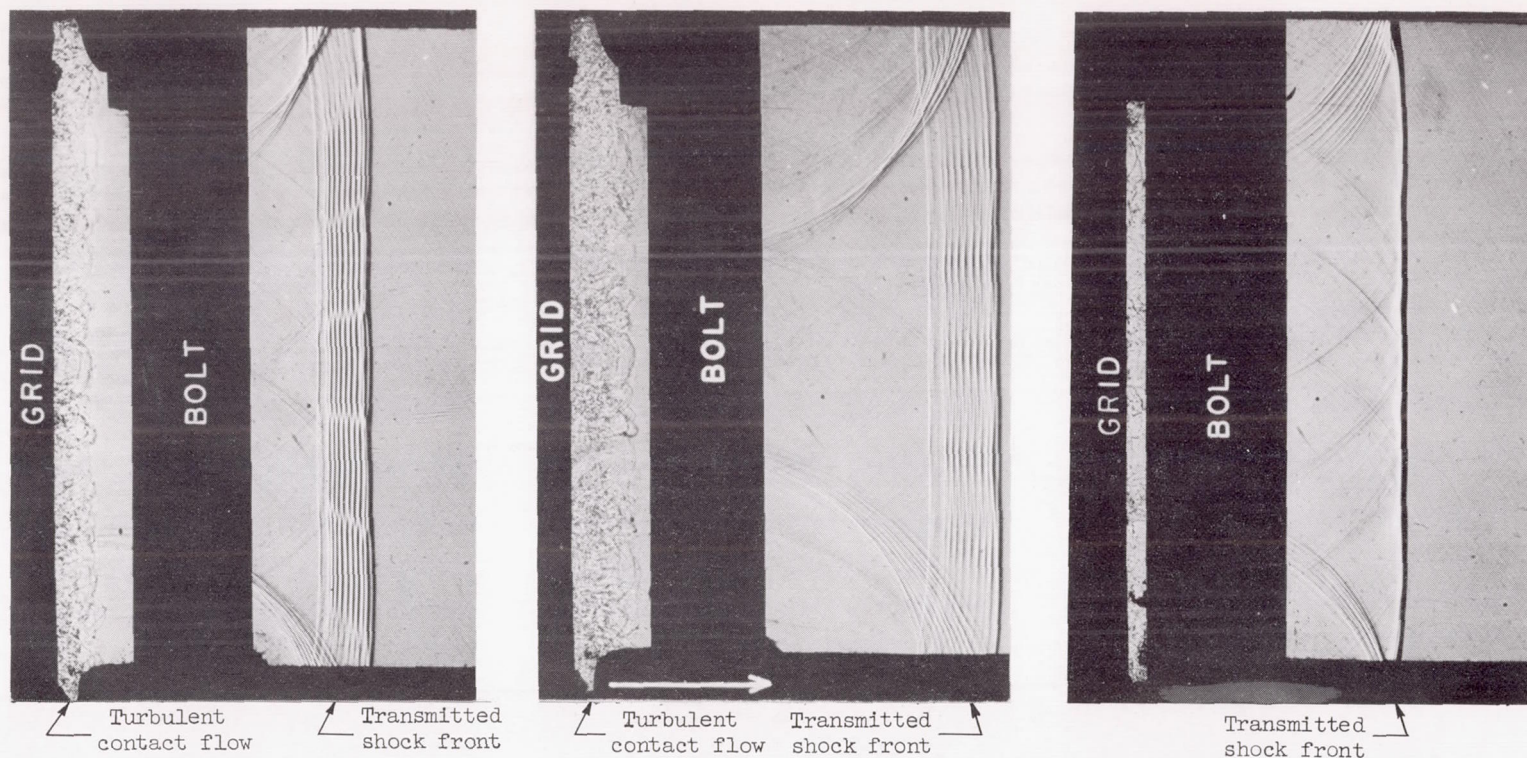 GRID
BOLT
GRID
BOLT
GRID
BOLT
Turbulent
contact flow
Transmitted
shock front
Turbulent
contact flow
Transmitted
shock front
Transmitted
shock front